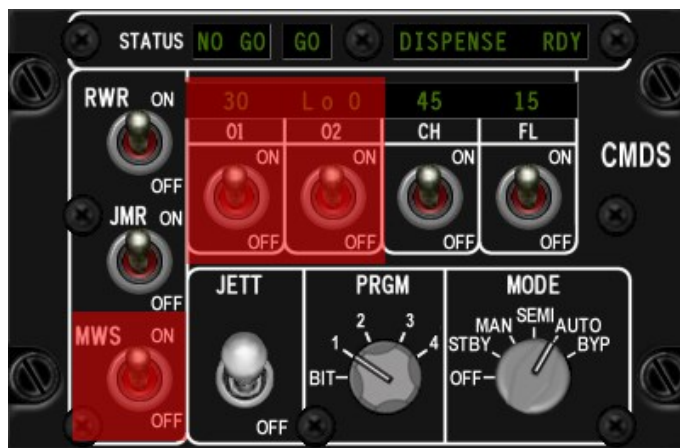 STATUS NO GO GO DISPENSE RDY
RWR ON
OFF
30 Lo 0 45 15
O1 O2 CH FL
ON ON ON ON
OFF OFF OFF OFF
CMDS
JMR ON
OFF
MWS ON
OFF
JETT
OFF
PRGM
BIT 1 2 3 4
MODE
OFF STBY MAN SEMI AUTO BYP